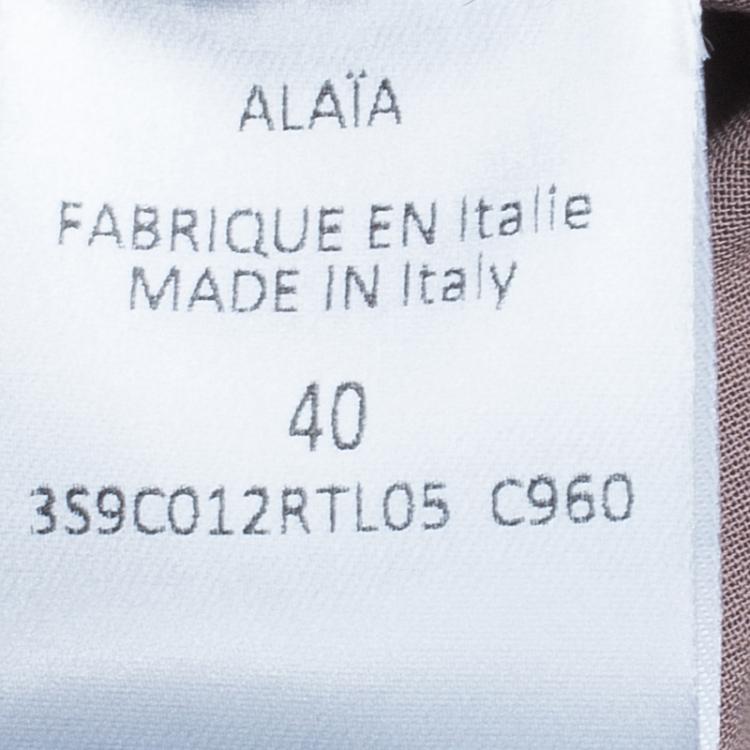 ALAÏA
FABRIQUE EN Italie
MADE IN Italy
40
3S9C012RTL05 C960